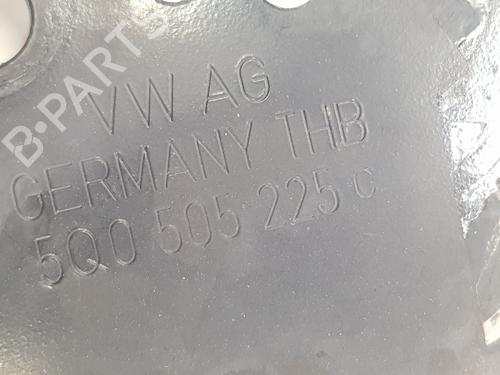 B-PARTS
VW AG
GERMANY THB
5Q0 505 225 C